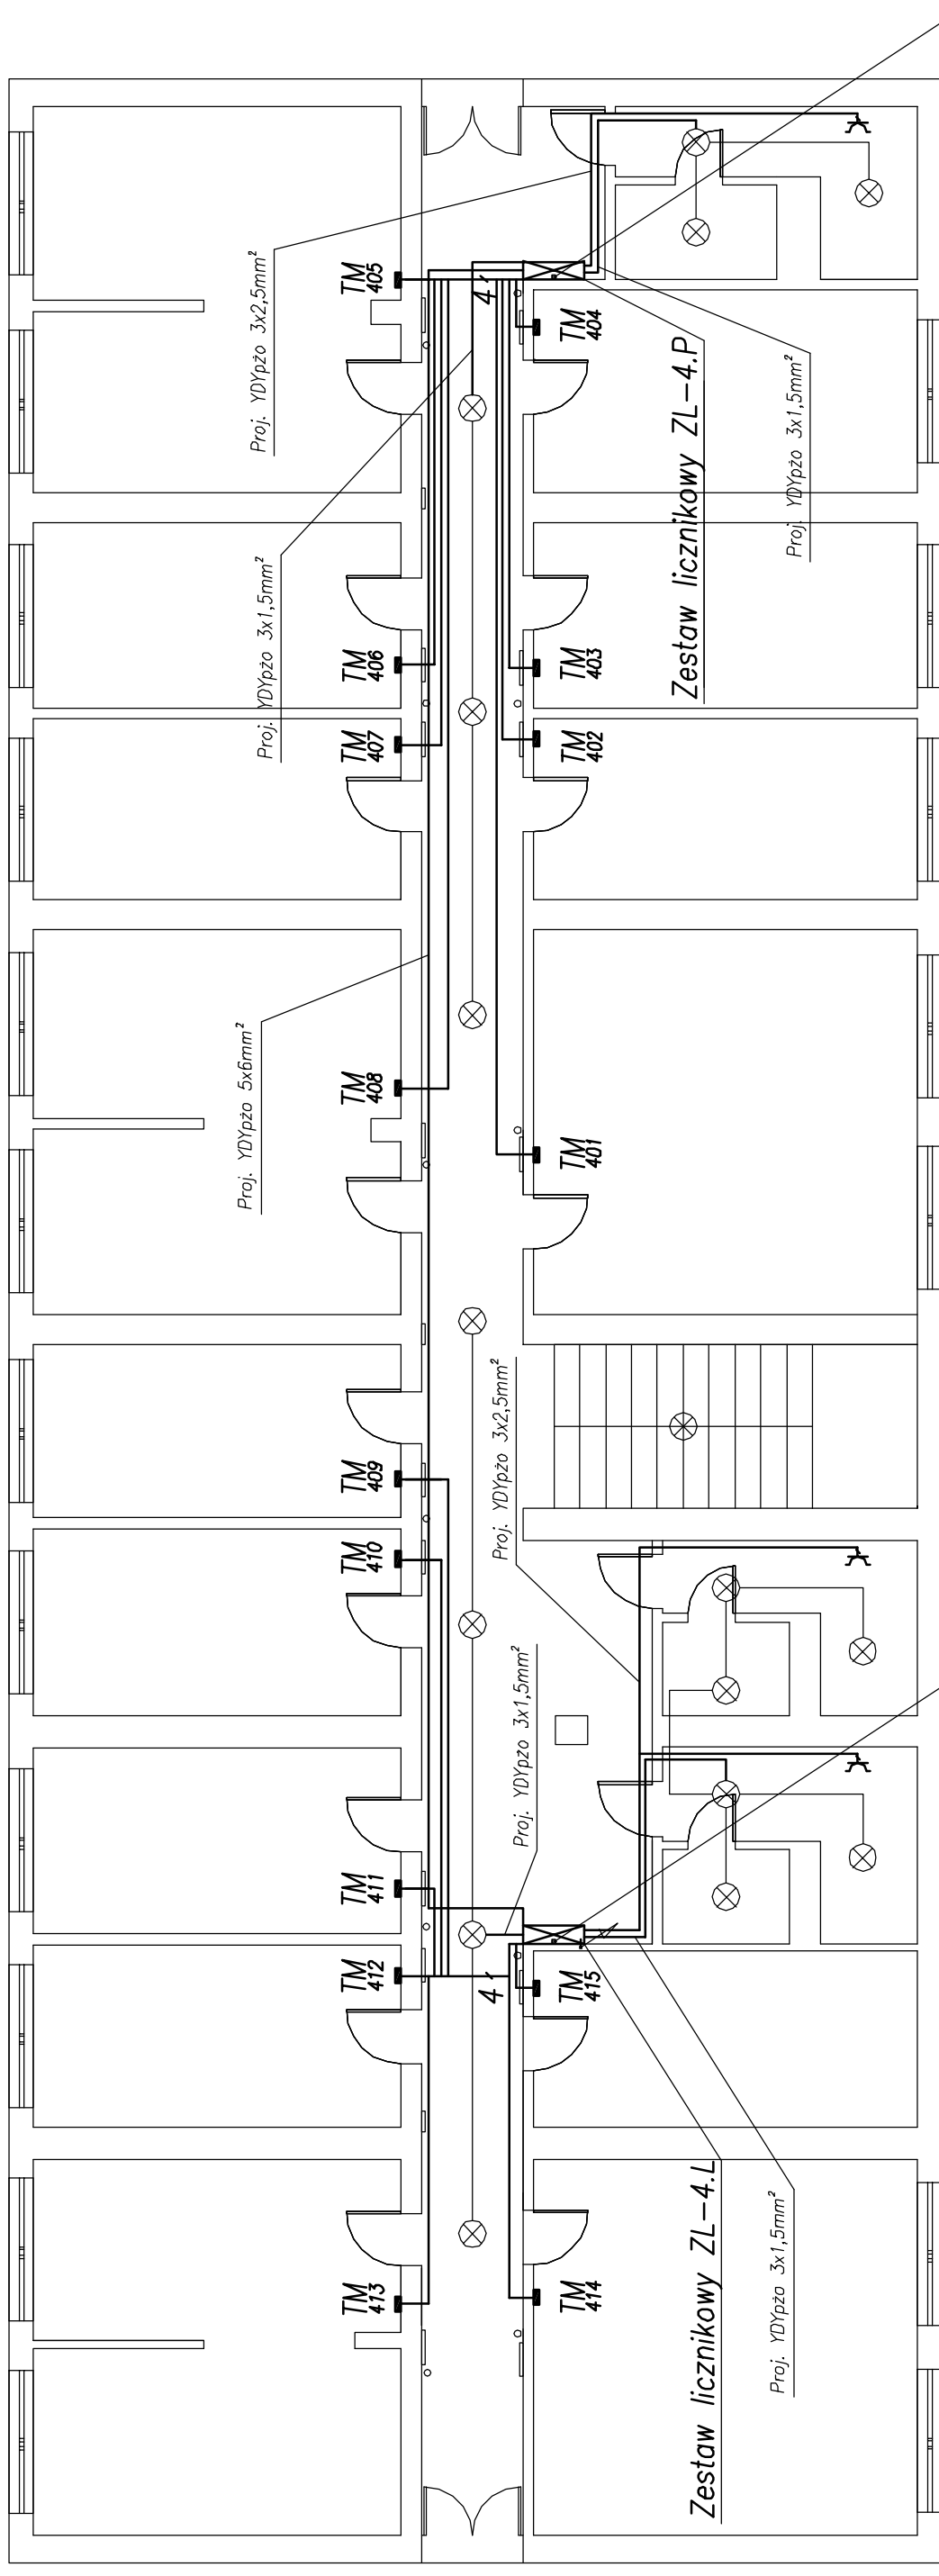 Proj. YDYpżo 3x2,5mm²
TM
405
4
TM
404
Proj. YDYpżo 3x1,5mm²
Zestaw licznikowy ZL-4.P
Proj. YDYpżo 3x1,5mm²
TM
406
TM
403
TM
407
TM
402
Proj. YDYpżo 5x6mm²
TM
408
TM
401
Proj. YDYpżo 3x2,5mm²
TM
409
TM
410
Proj. YDYpżo 3x1,5mm²
TM
411
TM
412
4
TM
415
Zestaw licznikowy ZL-4.L
Proj. YDYpżo 3x1,5mm²
TM
413
TM
414